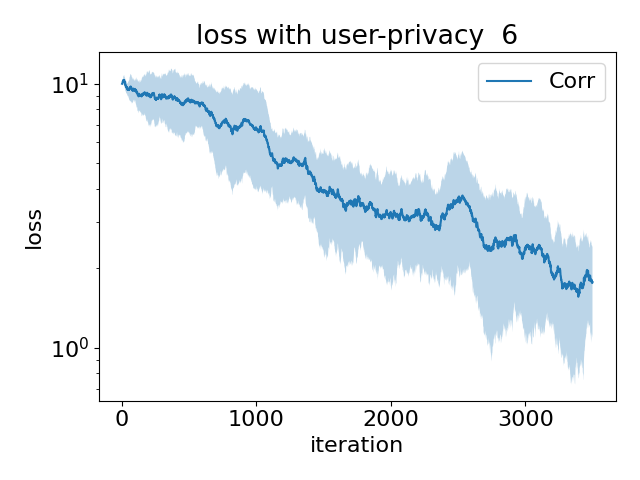 loss with user-privacy  6
Corr
10¹
10⁰
loss
0 1000 2000 3000
iteration